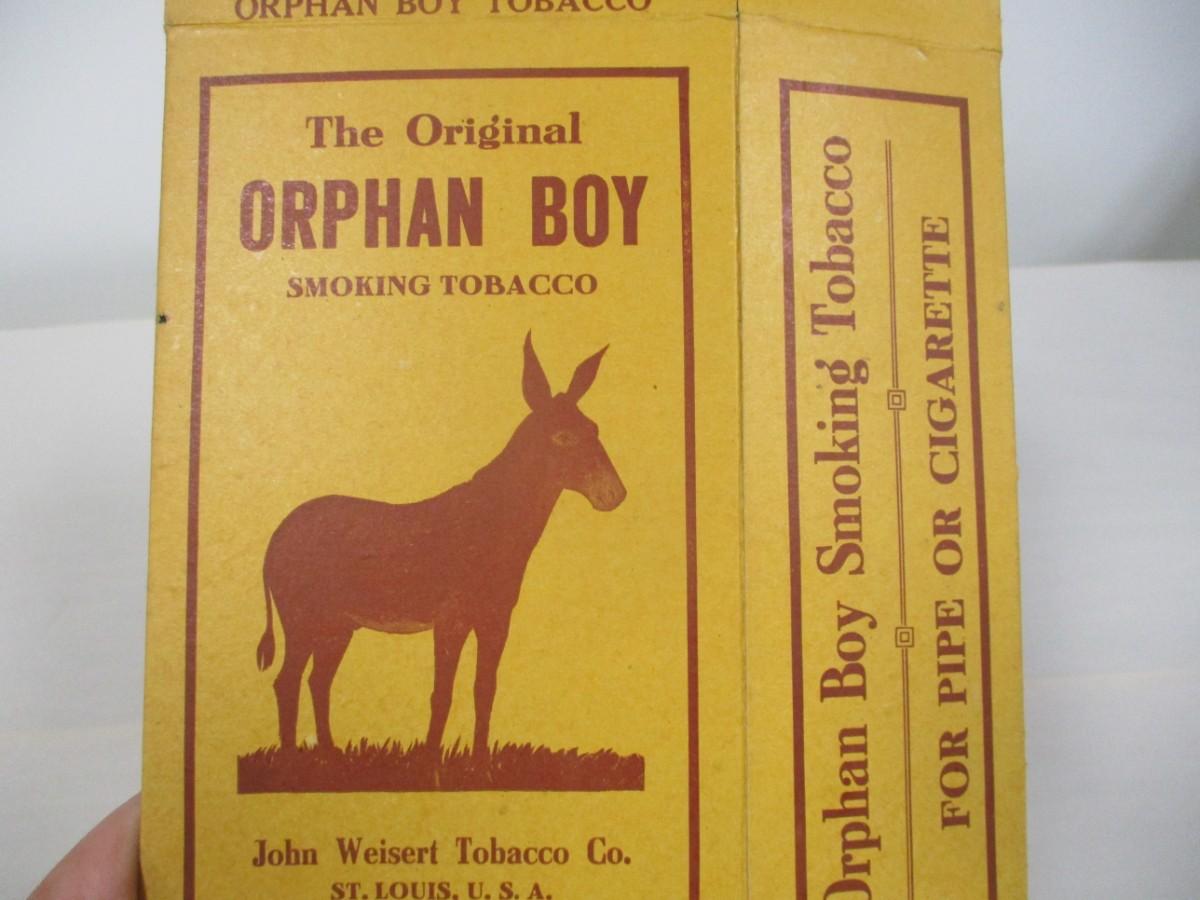 ORPHAN BOY TOBACCO
The Original
ORPHAN BOY
SMOKING TOBACCO
John Weisert Tobacco Co.
ST. LOUIS, U. S. A.
Orphan Boy Smoking Tobacco
FOR PIPE OR CIGARETTE